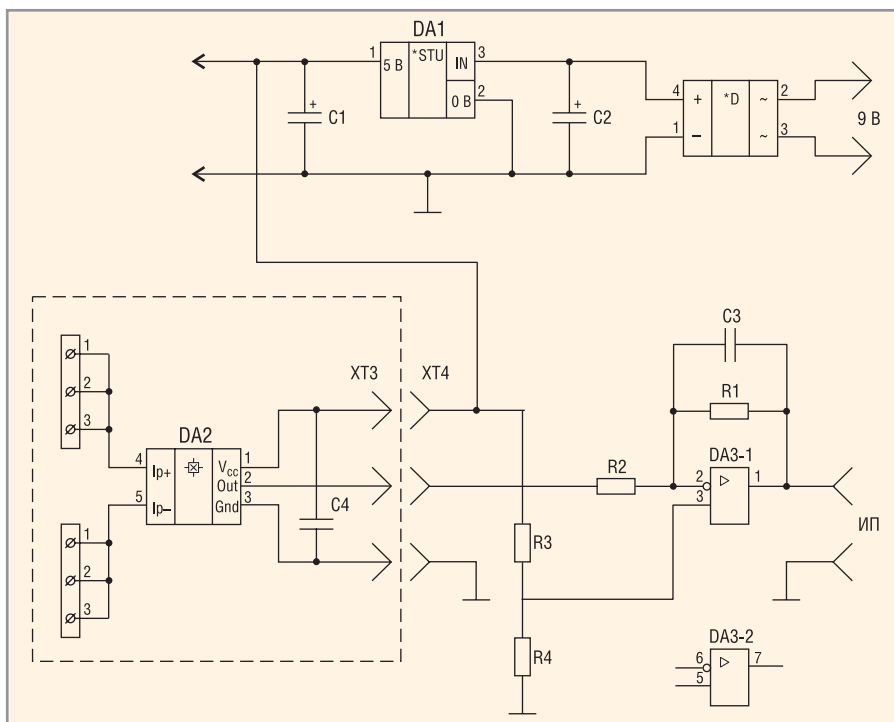 DA1
1
5 В
*STU
IN
3
0 В
2
C1
C2
4
+
*D
~
2
1
–
~
3
9 В
+
+
C3
R1
XT3
XT4
1
2
3
DA2
4
Ip+
Vcc
1
Out
2
5
Ip–
Gnd
3
C4
R2
DA3-1
2
3
1
ИП
1
2
3
R3
R4
DA3-2
6
5
7